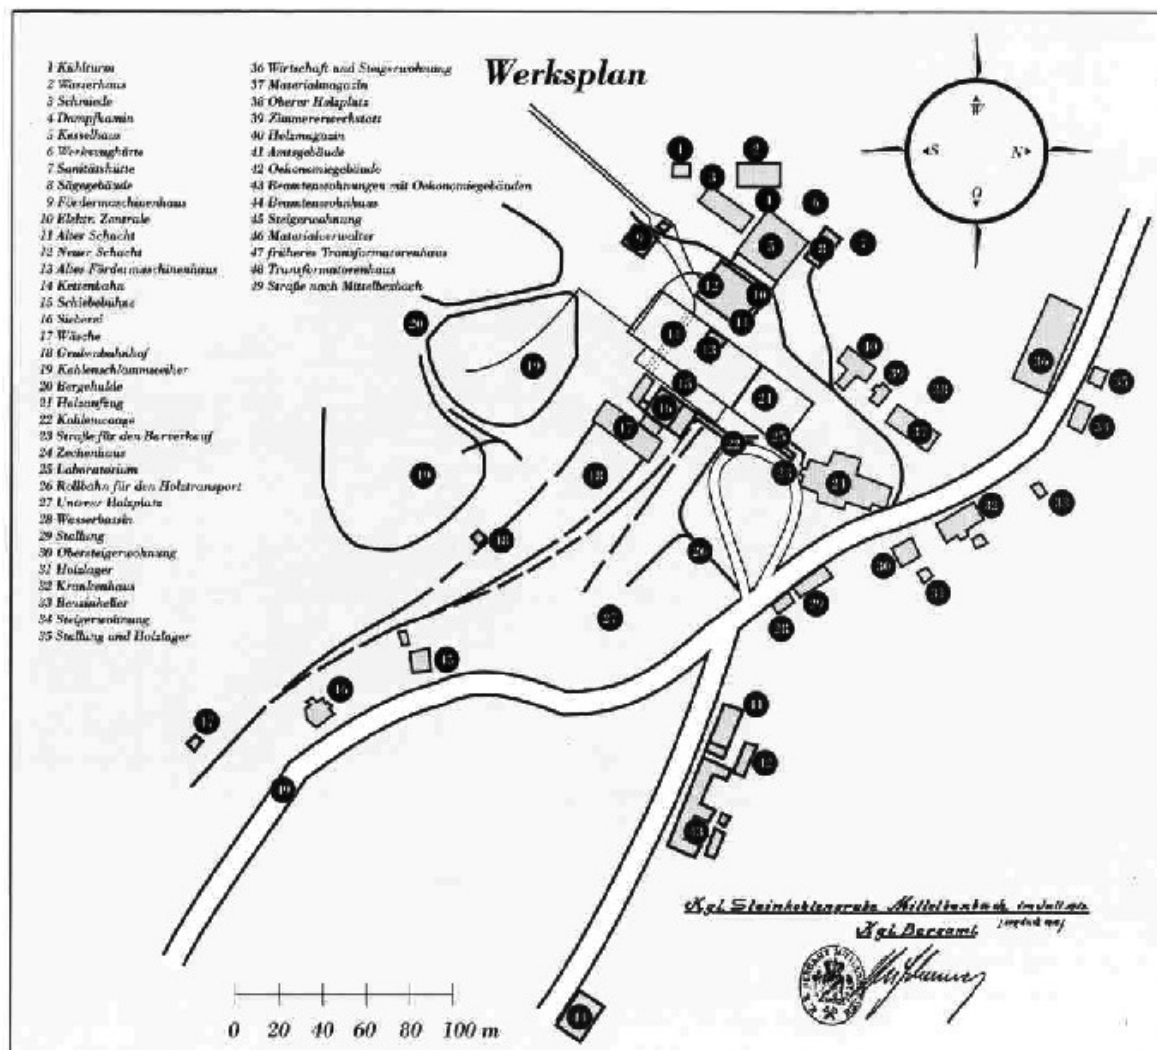 Werksplan
1 Kühlturm
2 Wasserhaus
3 Schmiede
4 Dampfkamin
5 Kesselhaus
6 Werkzeughütte
7 Sanitätshütte
8 Sägegebäude
9 Fördermaschinenhaus
10 Elektr. Zentrale
11 Alter Schacht
12 Neuer Schacht
13 Altes Fördermaschinenhaus
14 Kettenbahn
15 Schiebebühne
16 Sieberei
17 Wäsche
18 Grubenbahnhof
19 Kohlenschlammweiher
20 Bergehalde
21 Holzaufzug
22 Kohlenwaage
23 Straße für den Barverkauf
24 Zechenhaus
25 Laboratorium
26 Rollbahn für den Holztransport
27 Unterer Holzplatz
28 Wasserbassin
29 Stallung
30 Obersteigerwohnung
31 Holzlager
32 Krankenhaus
33 Benzinkeller
34 Steigerwohnung
35 Stallung und Holzlager
36 Wirtschaft und Steigerwohnung
37 Materialmagazin
38 Oberer Holzplatz
39 Zimmererwerkstatt
40 Holzmagazin
41 Amtsgebäude
42 Oekonomiegebäude
43 Beamtenwohnungen mit Oekonomiegebäuden
44 Beamtenwohnhaus
45 Steigerwohnung
46 Materialverwalter
47 früheres Transformatorenhaus
48 Transformatorenhaus
49 Straße nach Mittelbexbach
W
S
N
O
Kgl. Steinkohlengrube Mittelbexbach
Kgl. Bergamt
0 20 40 60 80 100 m